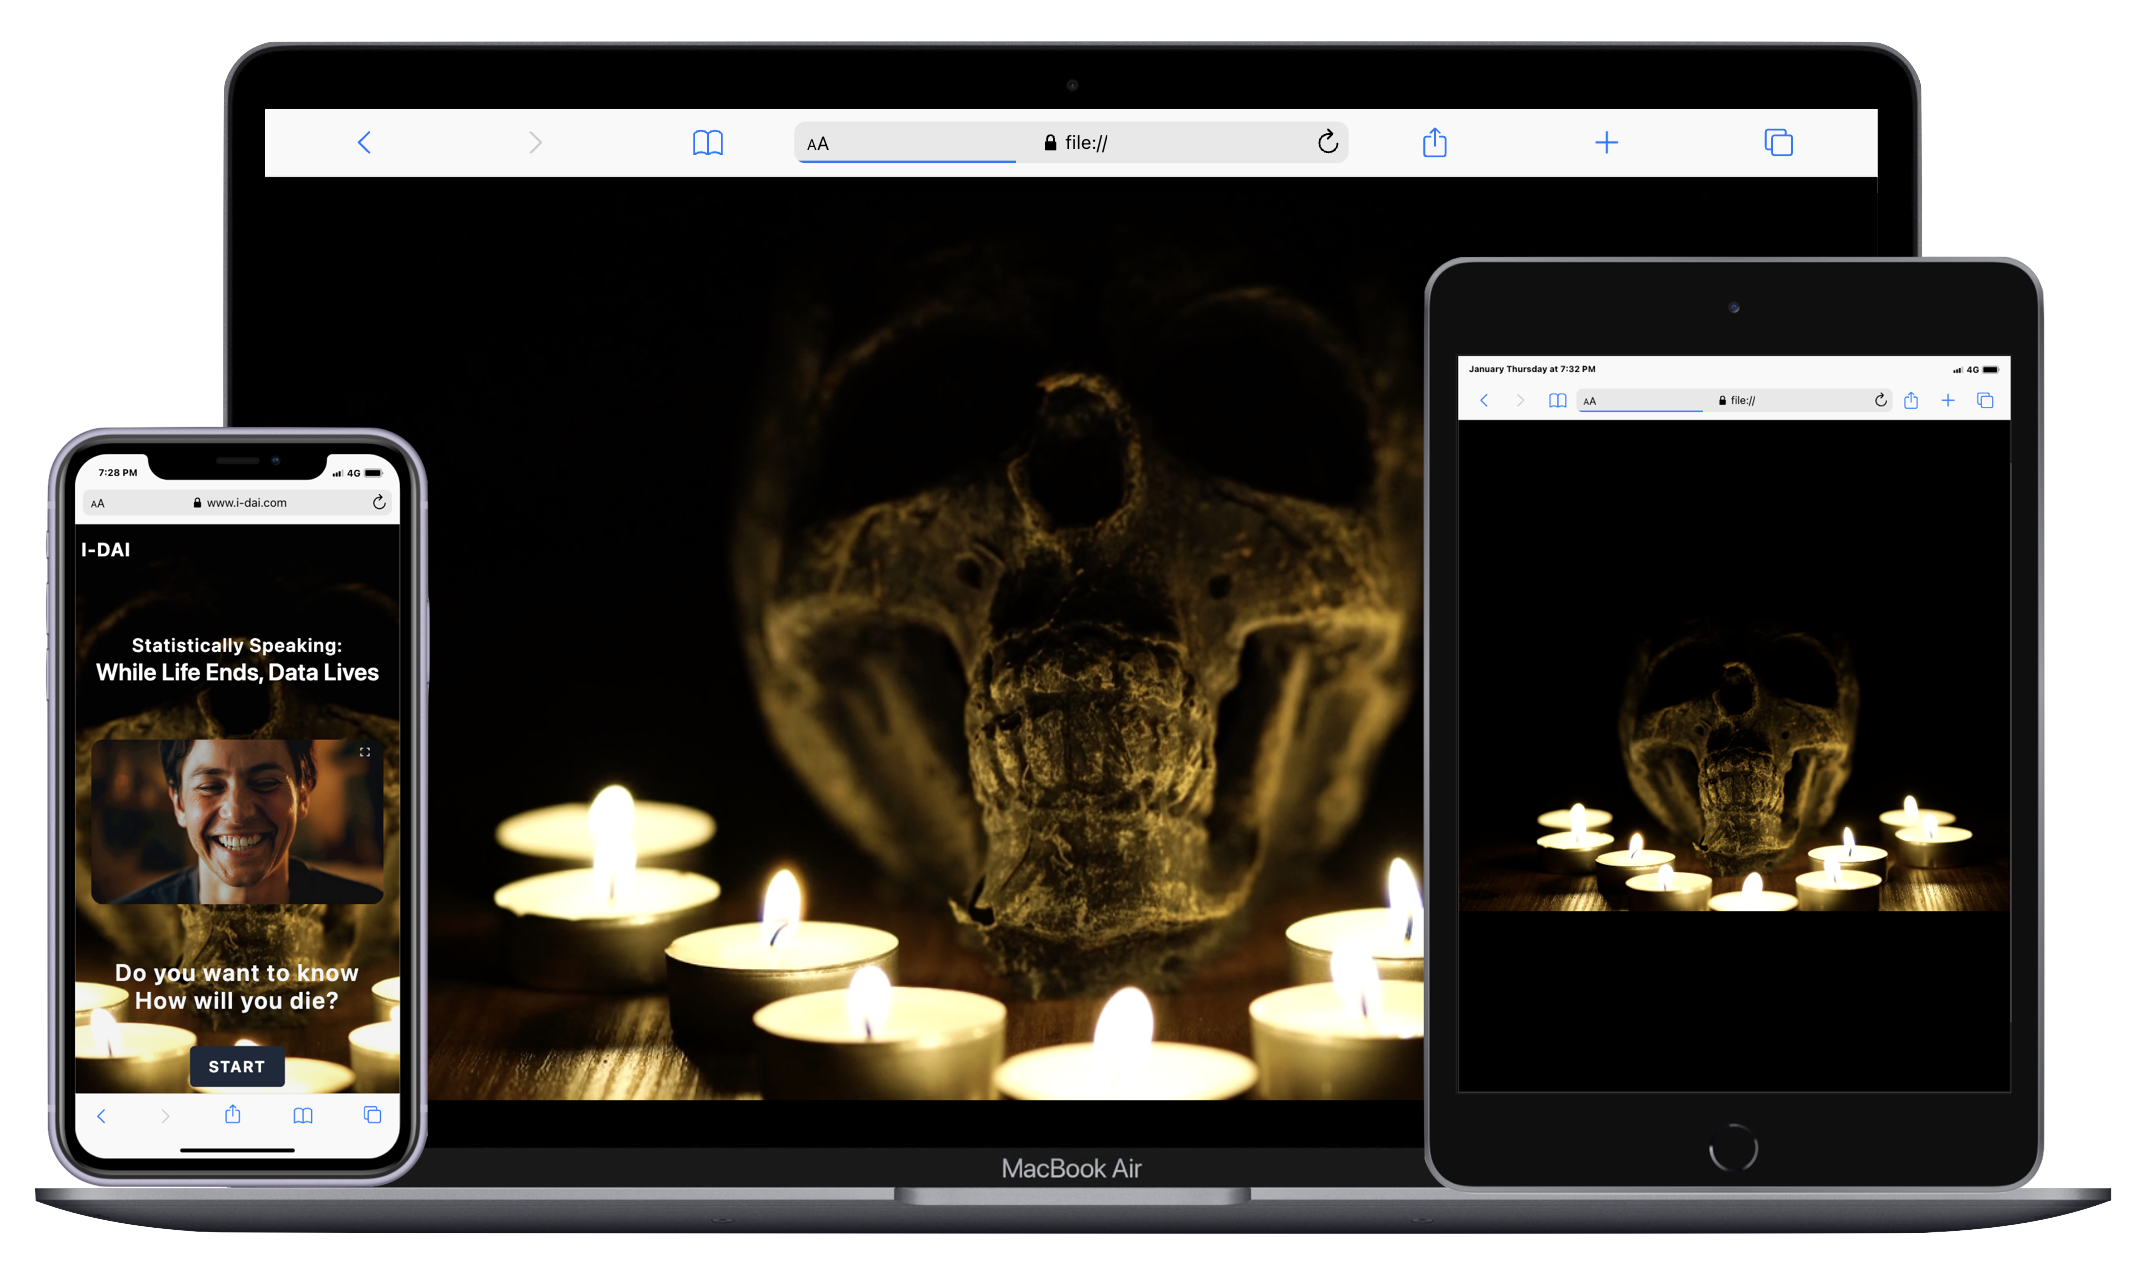 AA
file://
January Thursday at 7:32 PM
4G
AA
file://
7:28 PM
4G
AA
www.i-dai.com
I-DAI
Statistically Speaking:
While Life Ends, Data Lives
Do you want to know
How will you die?
START
MacBook Air